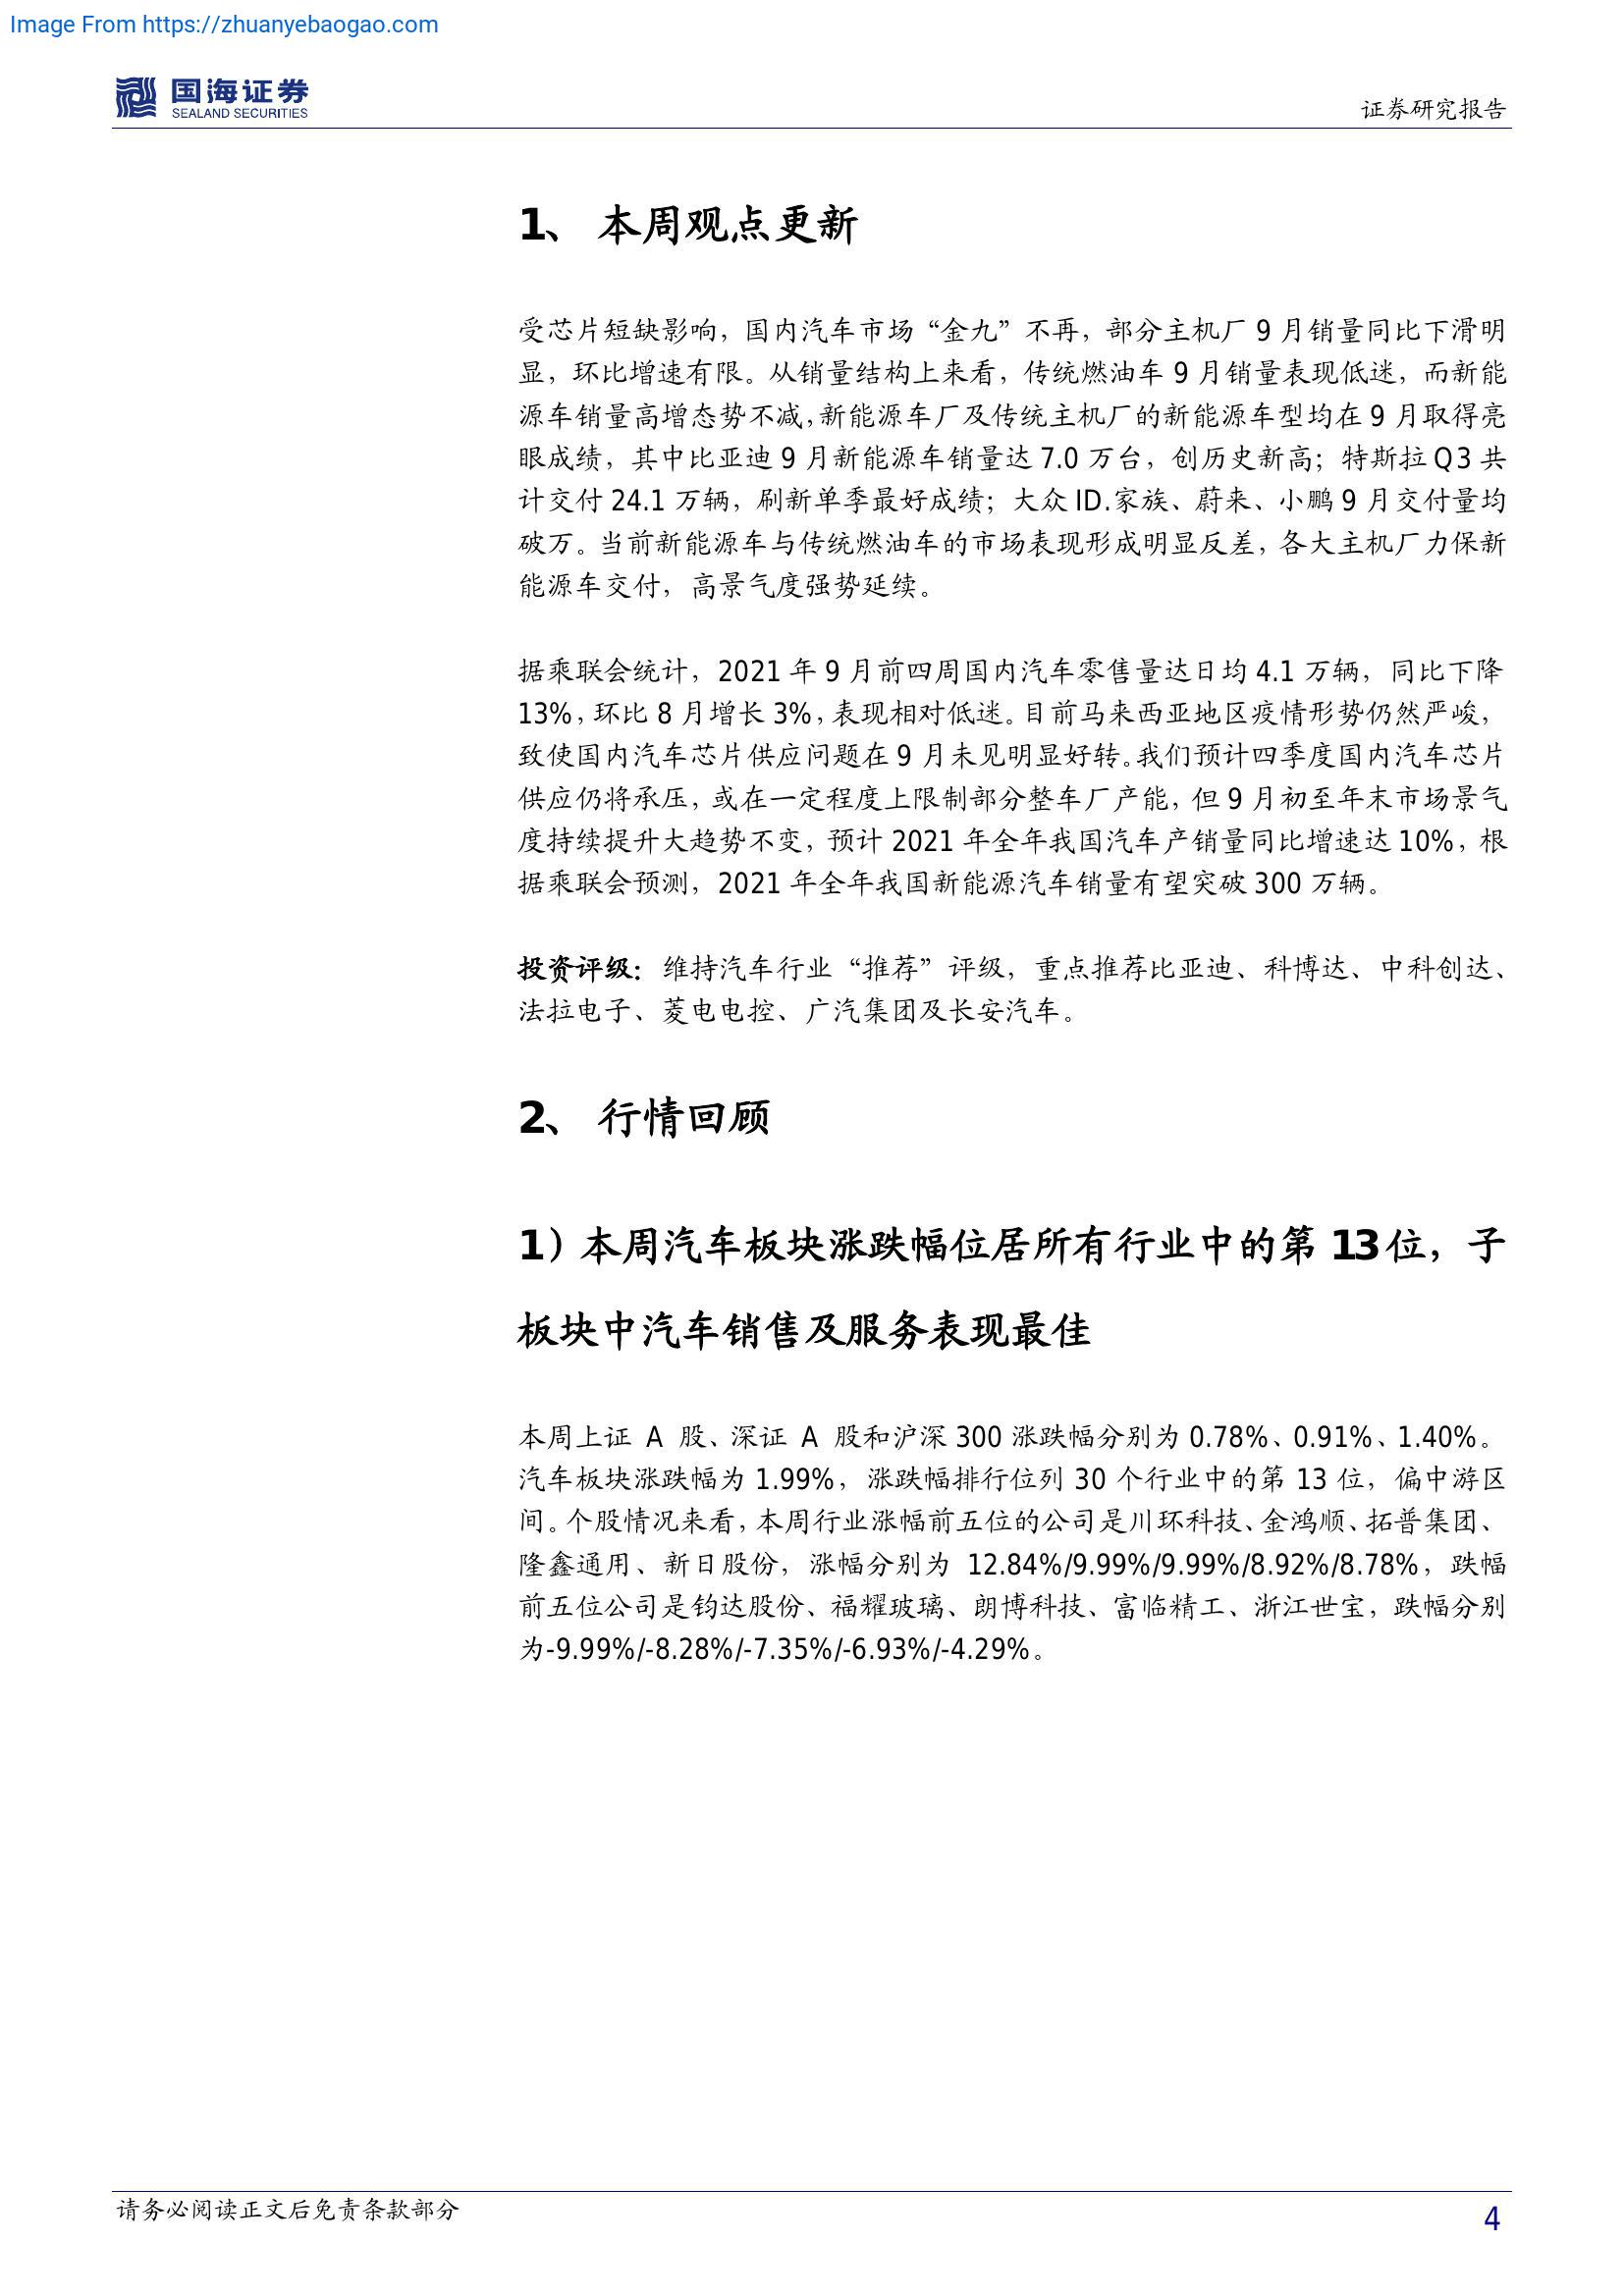 Image From https://zhuanyebaogao.com
国海证券
SEALAND SECURITIES
证券研究报告
1、 本周观点更新
受芯片短缺影响，国内汽车市场“金九”不再，部分主机厂 9 月销量同比下滑明
显，环比增速有限。从销量结构上来看，传统燃油车 9 月销量表现低迷，而新能
源车销量高增态势不减，新能源车厂及传统主机厂的新能源车型均在 9 月取得亮
眼成绩，其中比亚迪 9 月新能源车销量达 7.0 万台，创历史新高；特斯拉 Q3 共
计交付 24.1 万辆，刷新单季最好成绩；大众 ID.家族、蔚来、小鹏 9 月交付量均
破万。当前新能源车与传统燃油车的市场表现形成明显反差，各大主机厂力保新
能源车交付，高景气度强势延续。
据乘联会统计，2021 年 9 月前四周国内汽车零售量达日均 4.1 万辆，同比下降
13%，环比 8 月增长 3%，表现相对低迷。目前马来西亚地区疫情形势仍然严峻，
致使国内汽车芯片供应问题在 9 月未见明显好转。我们预计四季度国内汽车芯片
供应仍将承压，或在一定程度上限制部分整车厂产能，但 9 月初至年末市场景气
度持续提升大趋势不变，预计 2021 年全年我国汽车产销量同比增速达 10%，根
据乘联会预测，2021 年全年我国新能源汽车销量有望突破 300 万辆。
投资评级：维持汽车行业“推荐”评级，重点推荐比亚迪、科博达、中科创达、
法拉电子、菱电电控、广汽集团及长安汽车。
2、 行情回顾
1）本周汽车板块涨跌幅位居所有行业中的第 13 位，子
板块中汽车销售及服务表现最佳
本周上证 A 股、深证 A 股和沪深 300 涨跌幅分别为 0.78%、0.91%、1.40%。
汽车板块涨跌幅为 1.99%，涨跌幅排行位列 30 个行业中的第 13 位，偏中游区
间。个股情况来看，本周行业涨幅前五位的公司是川环科技、金鸿顺、拓普集团、
隆鑫通用、新日股份，涨幅分别为 12.84%/9.99%/9.99%/8.92%/8.78%，跌幅
前五位公司是钧达股份、福耀玻璃、朗博科技、富临精工、浙江世宝，跌幅分别
为-9.99%/-8.28%/-7.35%/-6.93%/-4.29%。
请务必阅读正文后免责条款部分
4